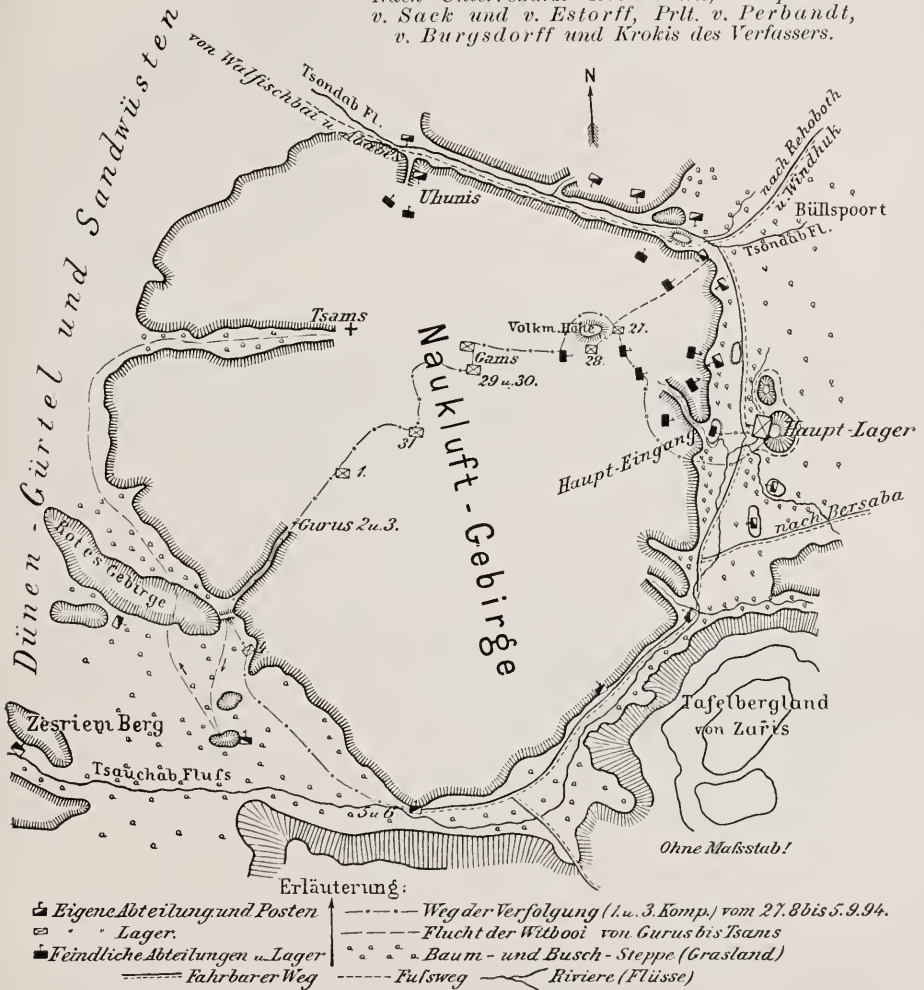 v. Sack und v. Estorff, Prlt. v. Perbandt,
v. Burgsdorff und Krokis des Verfassers.
Dünen-Gürtel und Sandwüsten
von Walfischbai u. Ababis
Tsondab Fl.
N
nach Rehoboth
u. Windhuk
Büllspoort
Tsondab Fl.
Uhunis
Tsams
Volkm. Höhe
27.
28.
Gams
29 u. 30.
Naukluft-Gebirge
31
1.
Gurus 2 u. 3.
Haupt-Eingang
Haupt-Lager
nach Bersaba
Rotes Gebirge
Zesriem Berg
Tsauchab Fluſs
5 u 6
Tafelbergland
von Zaris
Ohne Maſsstab!
Erläuterung:
Eigene Abteilung und Posten
" " Lager.
Feindliche Abteilungen u. Lager
Weg der Verfolgung (1. u. 3. Komp.) vom 27.8 bis 5.9.94.
Flucht der Witbooi von Gurus bis Tsams
Baum- und Busch-Steppe (Grasland)
Fahrbarer Weg
Fuſsweg
Riviere (Flüsse)